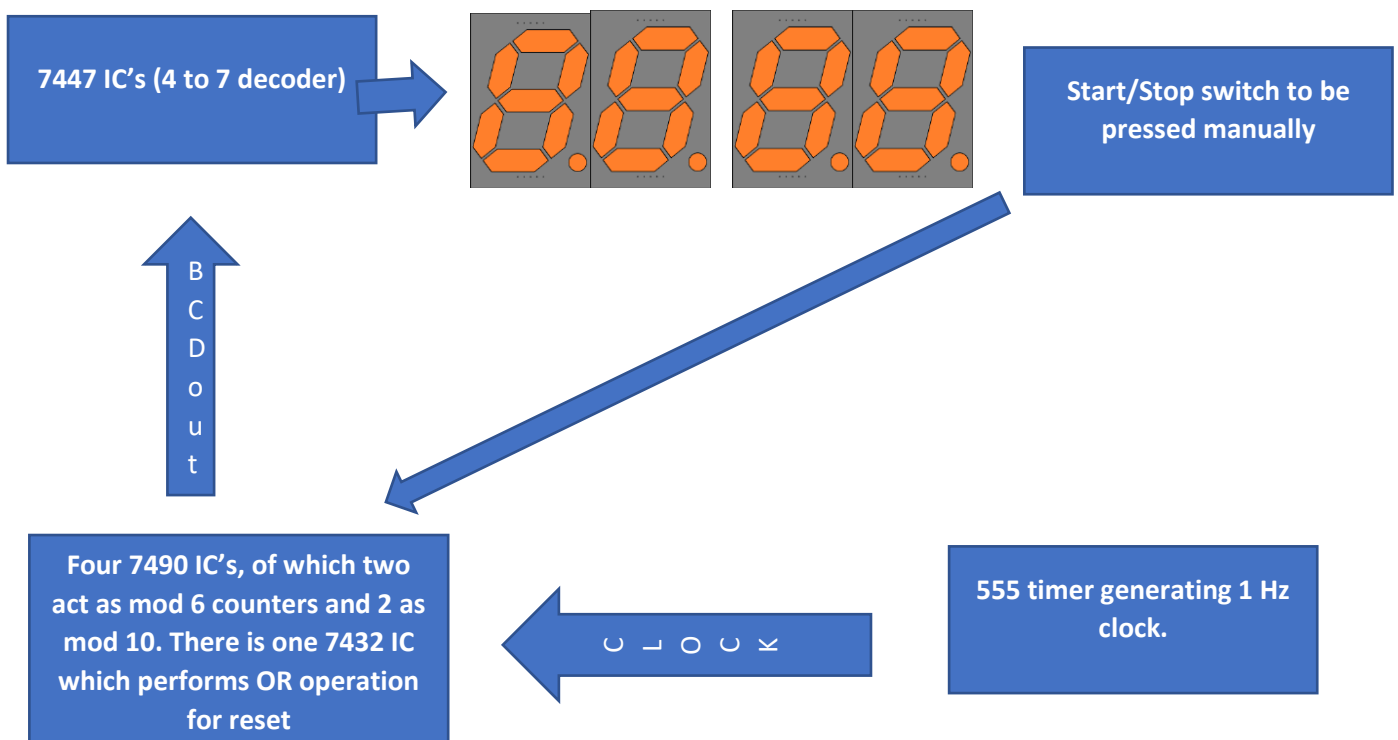 7447 IC’s (4 to 7 decoder)
Start/Stop switch to be
pressed manually
B
C
D
o
u
t
Four 7490 IC’s, of which two
act as mod 6 counters and 2 as
mod 10. There is one 7432 IC
which performs OR operation
for reset
C L O C K
555 timer generating 1 Hz
clock.